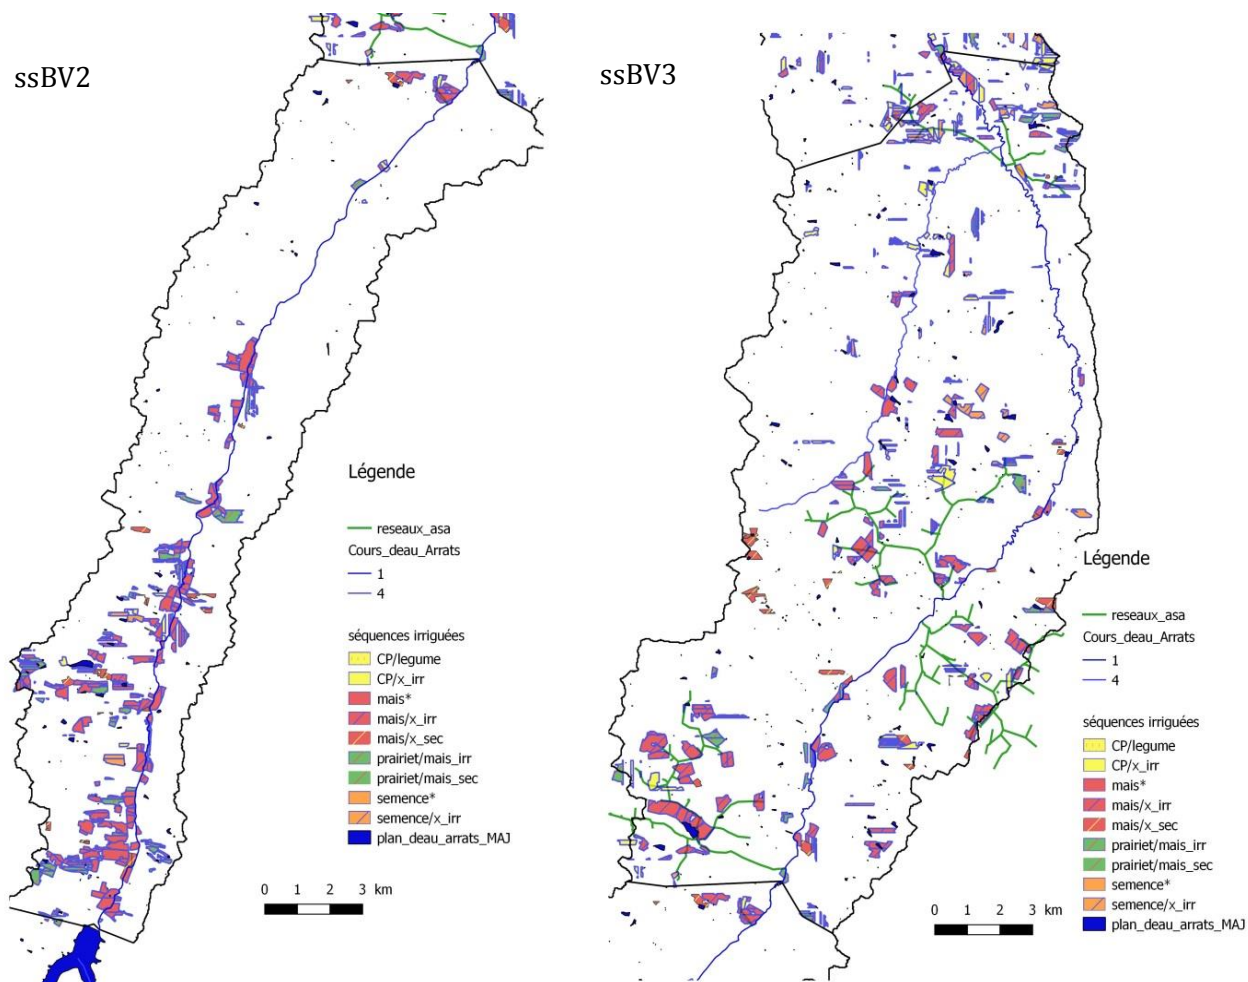 ssBV2
Légende
reseaux_asa
Cours_deau_Arrats
1
4
séquences irriguées
CP/legume
CP/x_irr
mais*
mais/x_irr
mais/x_sec
prairiet/mais_irr
prairiet/mais_sec
semence*
semence/x_irr
plan_deau_arrats_MAJ
0 1 2 3 km
ssBV3
Légende
reseaux_asa
Cours_deau_Arrats
1
4
séquences irriguées
CP/legume
CP/x_irr
mais*
mais/x_irr
mais/x_sec
prairiet/mais_irr
prairiet/mais_sec
semence*
semence/x_irr
plan_deau_arrats_MAJ
0 1 2 3 km